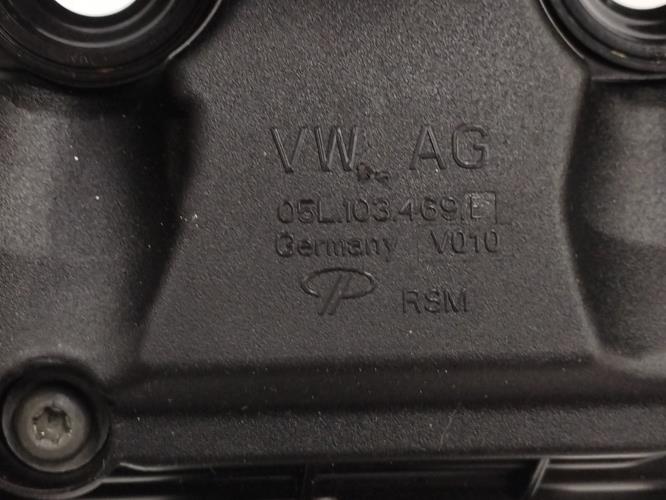 VW AG
05L.103.469.E
Germany V010
RSM